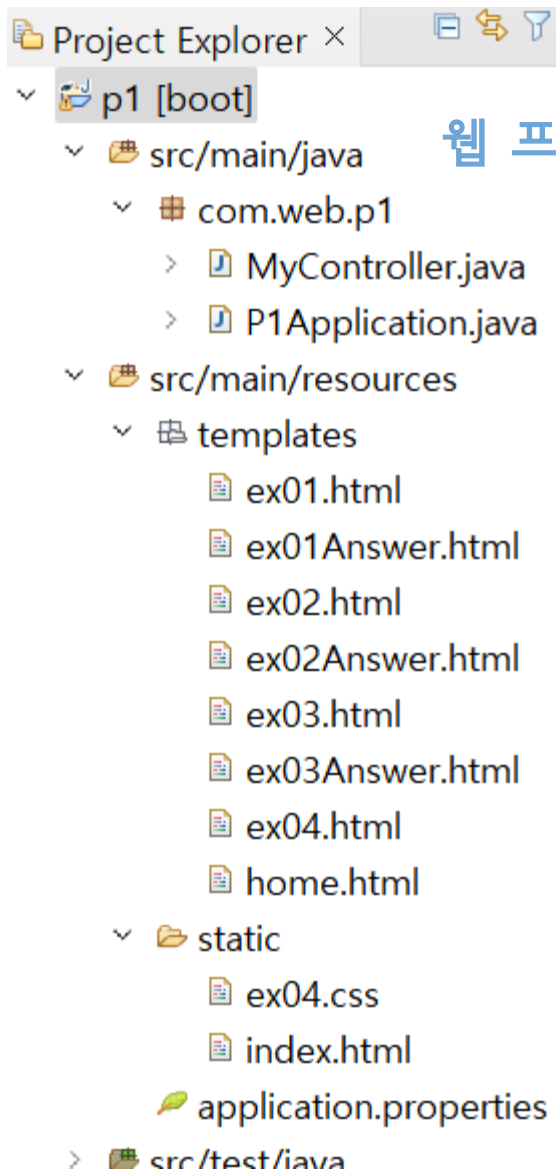 Project Explorer ×
p1 [boot]
웹 프
src/main/java
com.web.p1
MyController.java
P1Application.java
src/main/resources
templates
ex01.html
ex01Answer.html
ex02.html
ex02Answer.html
ex03.html
ex03Answer.html
ex04.html
home.html
static
ex04.css
index.html
application.properties
src/test/java